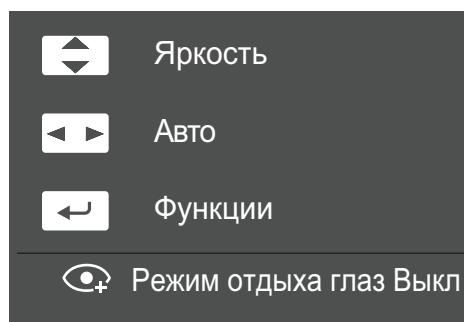 Яркость
Авто
Функции
Режим отдыха глаз Выкл